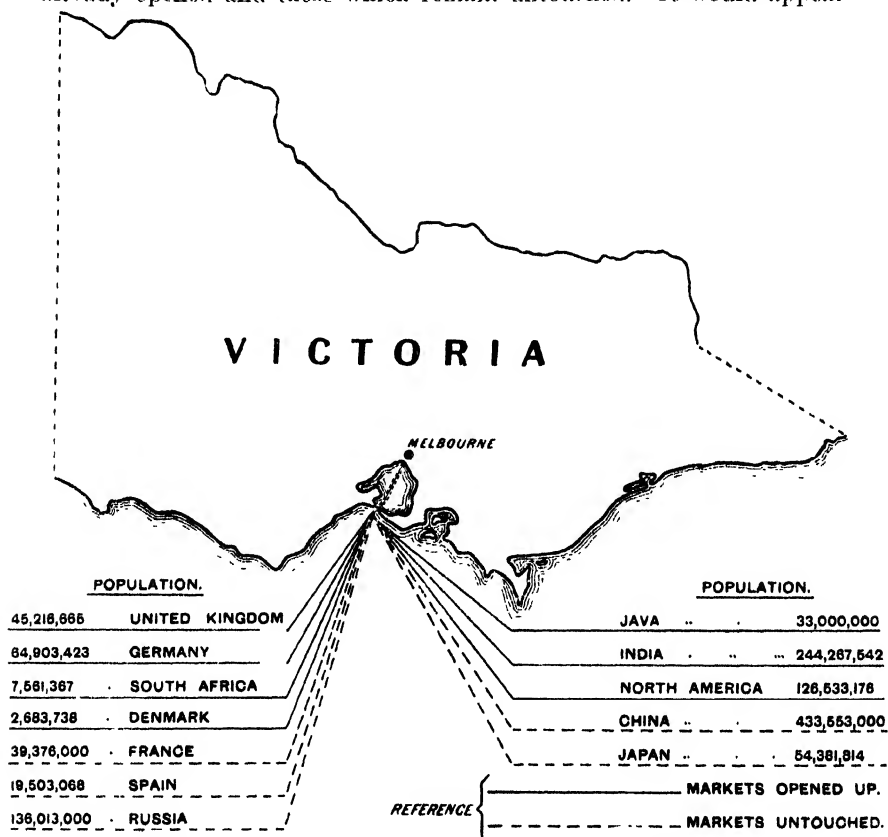 VICTORIA
MELBOURNE
POPULATION.
45,216,665 UNITED KINGDOM
64,903,423 GERMANY
7,561,367 SOUTH AFRICA
2,683,738 DENMARK
39,376,000 FRANCE
19,503,068 SPAIN
136,013,000 RUSSIA
POPULATION.
JAVA 33,000,000
INDIA 244,267,542
NORTH AMERICA 126,533,178
CHINA 433,553,000
JAPAN 54,381,814
REFERENCE
MARKETS OPENED UP.
MARKETS UNTOUCHED.